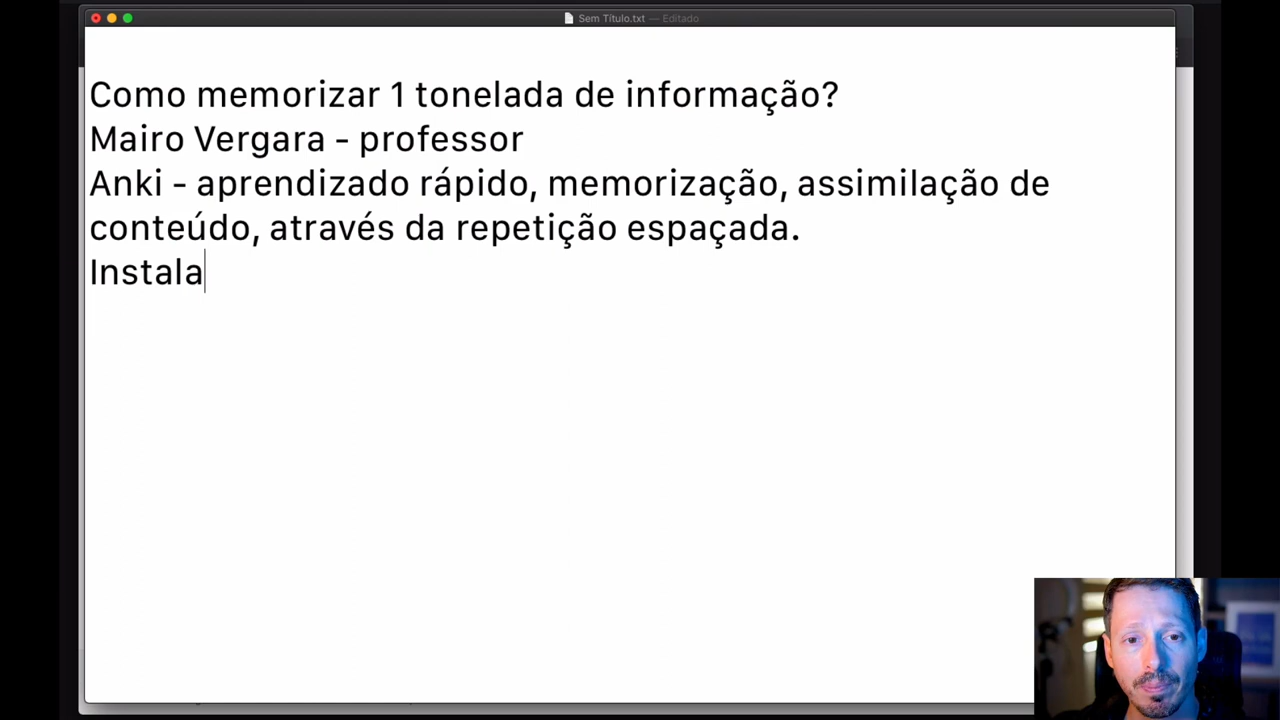 Sem Título.txt — Editado
Como memorizar 1 tonelada de informação?
Mairo Vergara - professor
Anki - aprendizado rápido, memorização, assimilação de
conteúdo, através da repetição espaçada.
Instala